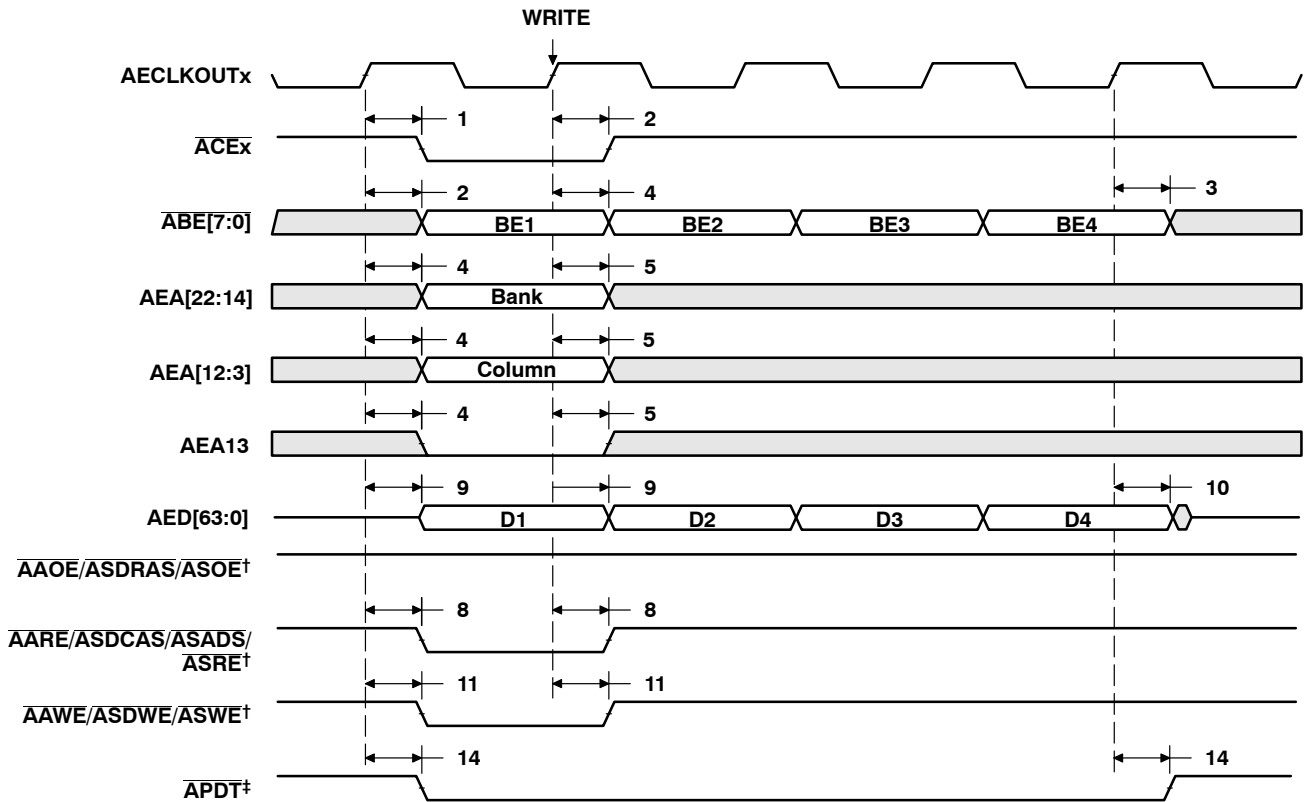 WRITE
AECLKOUTx
1 2
ACEx
2 4 3
ABE[7:0] BE1 BE2 BE3 BE4
4 5
AEA[22:14] Bank
4 5
AEA[12:3] Column
4 5
AEA13
9 9 10
AED[63:0] D1 D2 D3 D4
AAOE/ASDRAS/ASOE†
8 8
AARE/ASDCAS/ASADS/
ASRE†
11 11
AAWE/ASDWE/ASWE†
14 14
APDT‡